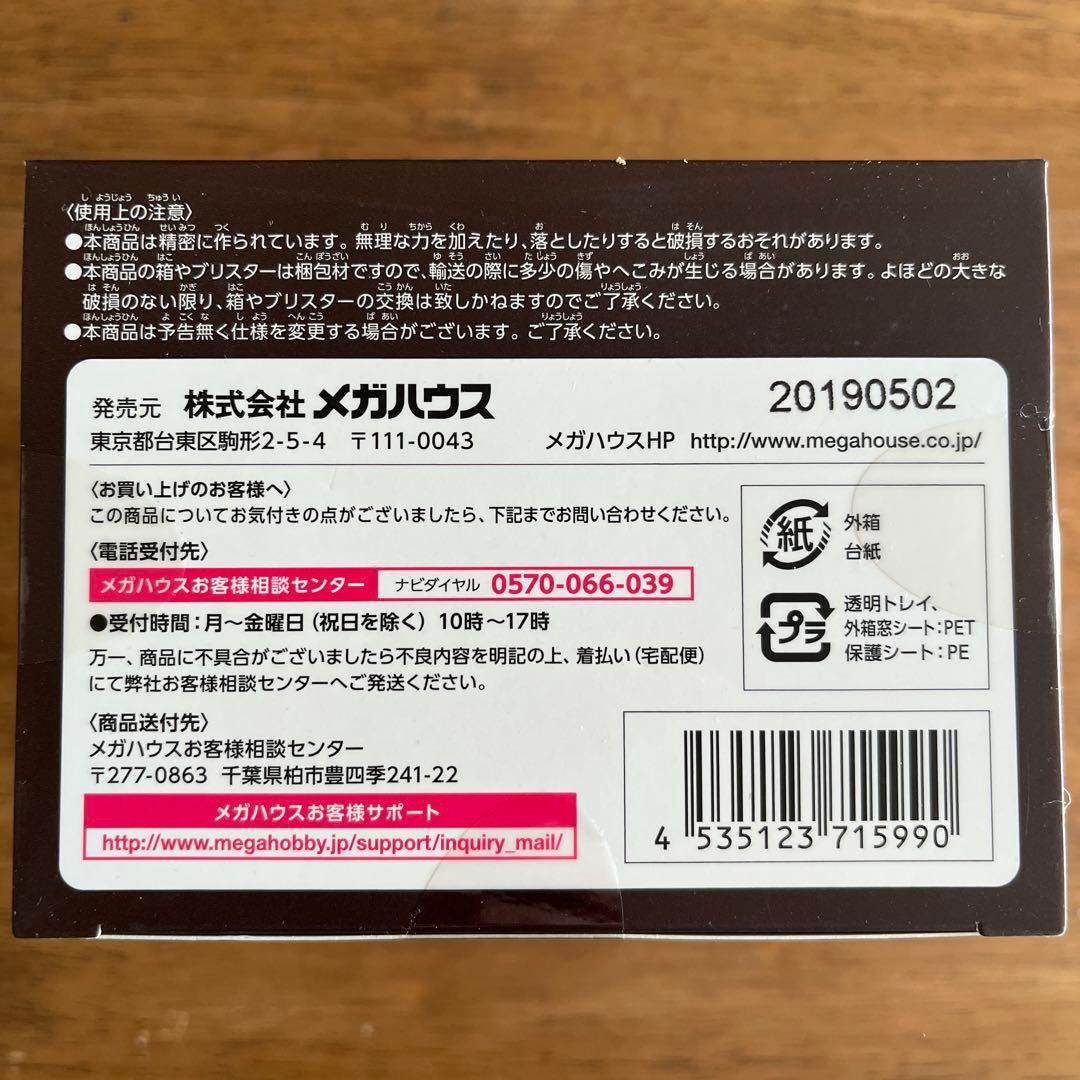 〈使用上の注意〉
●本商品は精密に作られています。無理な力を加えたり、落としたりすると破損するおそれがあります。
●本商品の箱やブリスターは梱包材ですので、輸送の際に多少の傷やへこみが生じる場合があります。よほどの大きな
破損のない限り、箱やブリスターの交換は致しかねますのでご了承ください。
●本商品は予告無く仕様を変更する場合がございます。ご了承ください。
発売元 株式会社 メガハウス 20190502
東京都台東区駒形2-5-4 〒111-0043 メガハウスHP http://www.megahouse.co.jp/
〈お買い上げのお客様へ〉
この商品についてお気付きの点がございましたら、下記までお問い合わせください。
〈電話受付先〉
メガハウスお客様相談センター ナビダイヤル 0570-066-039
●受付時間：月～金曜日（祝日を除く）10時～17時
万一、商品に不具合がございましたら不良内容を明記の上、着払い（宅配便）
にて弊社お客様相談センターへご発送ください。
〈商品送付先〉
メガハウスお客様相談センター
〒277-0863 千葉県柏市豊四季241-22
メガハウスお客様サポート
http://www.megahobby.jp/support/inquiry_mail/
紙
外箱
台紙
プラ
透明トレイ、
外箱窓シート：PET
保護シート：PE
4 535123 715990